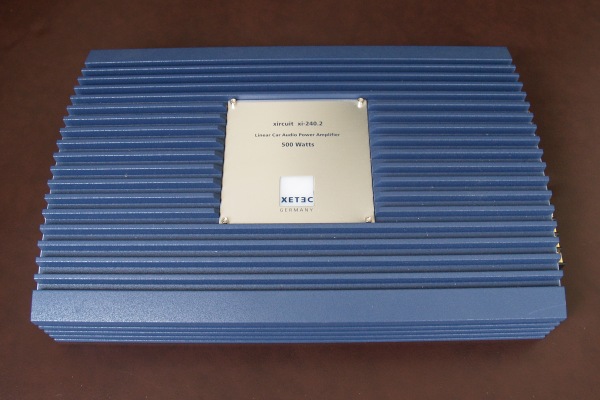 xircuit xi-240.2
Linear Car Audio Power Amplifier
500 Watts
XETEC
GERMANY